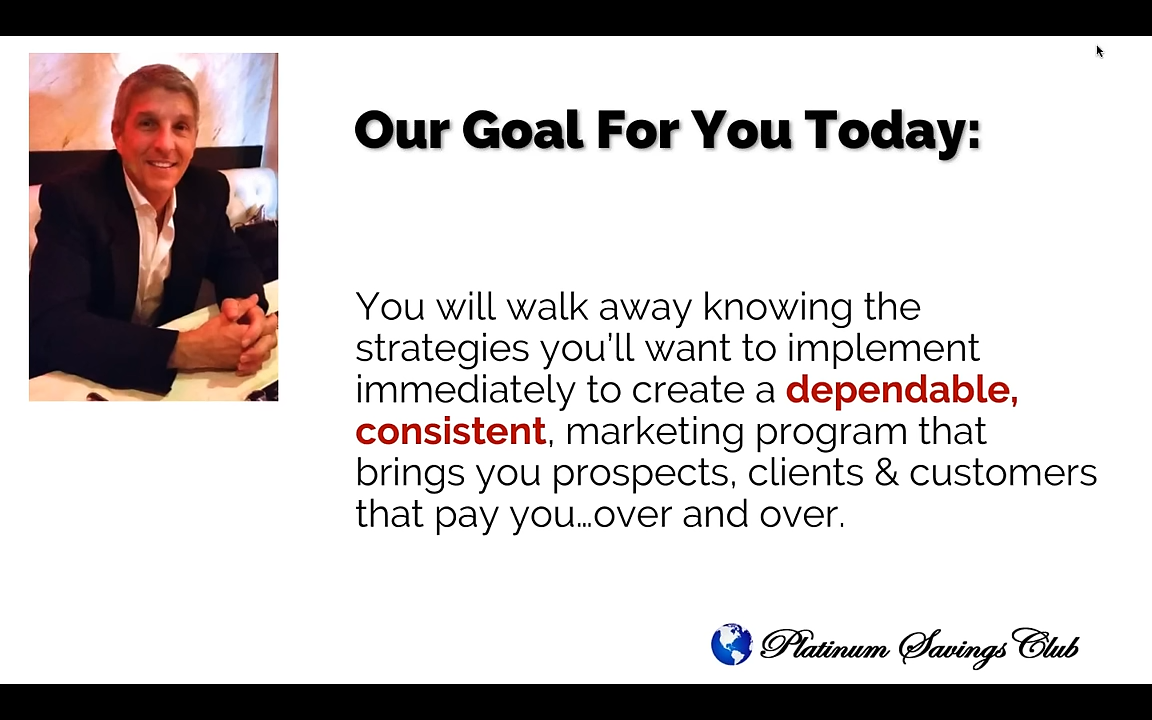 Our Goal For You Today:
You will walk away knowing the
strategies you’ll want to implement
immediately to create a dependable,
consistent, marketing program that
brings you prospects, clients & customers
that pay you…over and over.
Platinum Savings Club